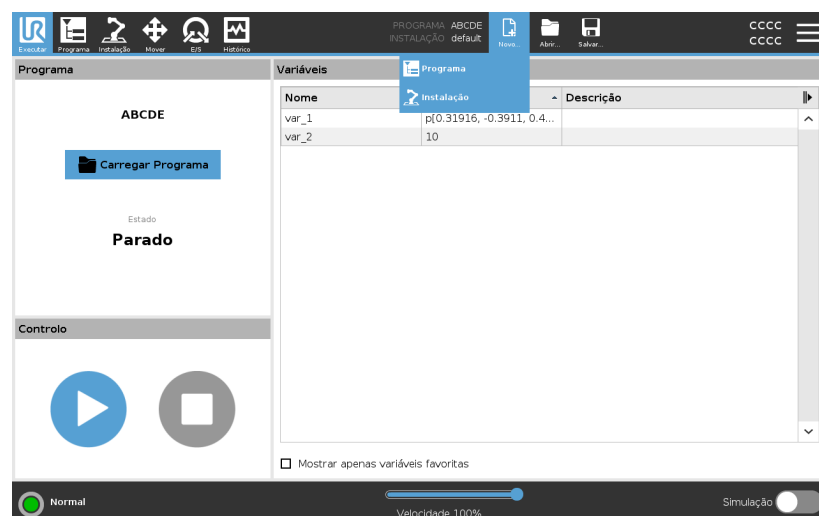 Executar
Programa
Instalação
Mover
E/S
Histórico
PROGRAMA ABCDE
INSTALAÇÃO default
Novo...
Abrir...
Salvar...
CCCC
CCCC
Programa
Instalação
Programa
ABCDE
Carregar Programa
Estado
Parado
Controlo
Variáveis
Nome
Descrição
var_1 p[0.31916, -0.3911, 0.4...
var_2 10
Mostrar apenas variáveis favoritas
Normal
Velocidade 100%
Simulação